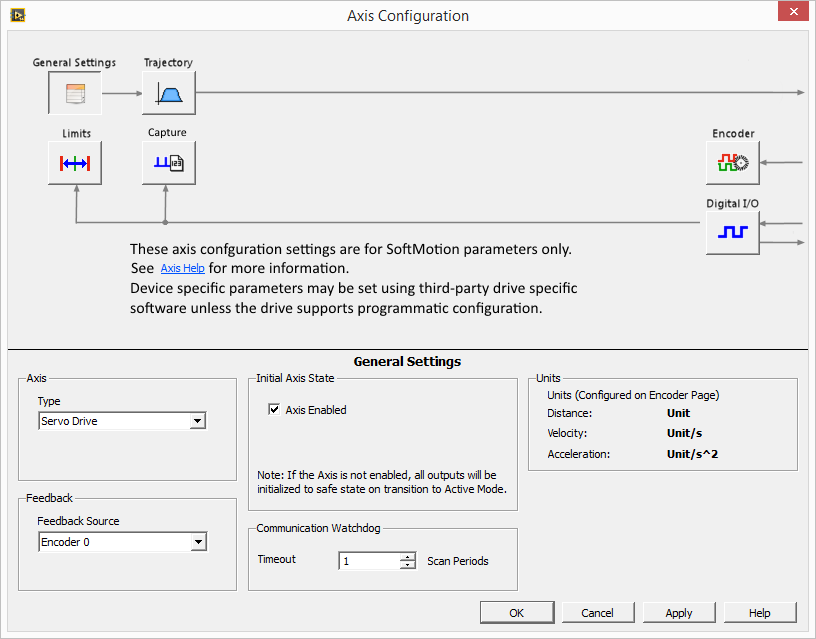 Axis Configuration
General Settings
Trajectory
Limits
Capture
123
Encoder
Digital I/O
These axis confguration settings are for SoftMotion parameters only.
See Axis Help for more information.
Device specific parameters may be set using third-party drive specific
software unless the drive supports programmatic configuration.
General Settings
Axis
Type
Servo Drive
Feedback
Feedback Source
Encoder 0
Initial Axis State
Axis Enabled
Note: If the Axis is not enabled, all outputs will be
initialized to safe state on transition to Active Mode.
Communication Watchdog
Timeout 1 Scan Periods
Units
Units (Configured on Encoder Page)
Distance: Unit
Velocity: Unit/s
Acceleration: Unit/s^2
OK Cancel Apply Help